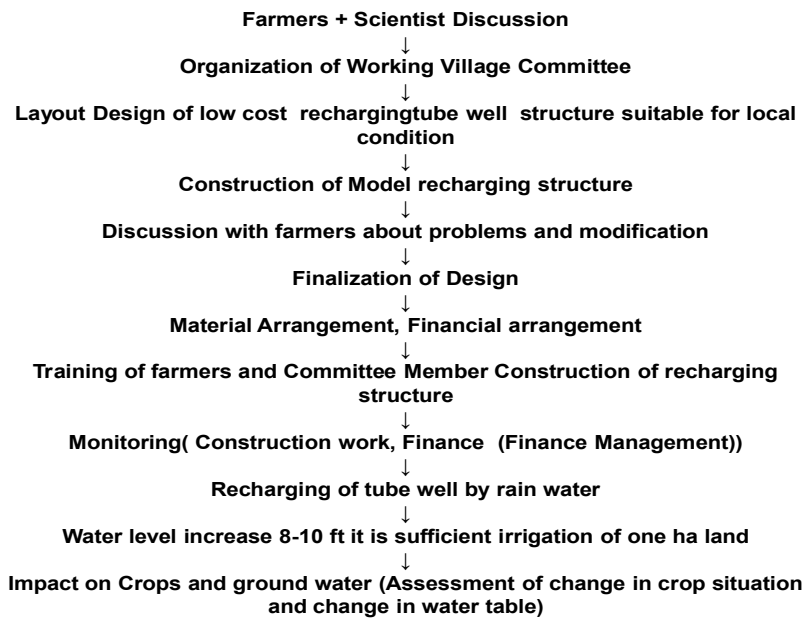 Farmers + Scientist Discussion
↓
Organization of Working Village Committee
↓
Layout Design of low cost  rechargingtube well  structure suitable for local
condition
↓
Construction of Model recharging structure
↓
Discussion with farmers about problems and modification
↓
Finalization of Design
↓
Material Arrangement, Financial arrangement
↓
Training of farmers and Committee Member Construction of recharging
structure
↓
Monitoring( Construction work, Finance  (Finance Management))
↓
Recharging of tube well by rain water
↓
Water level increase 8-10 ft it is sufficient irrigation of one ha land
↓
Impact on Crops and ground water (Assessment of change in crop situation
and change in water table)